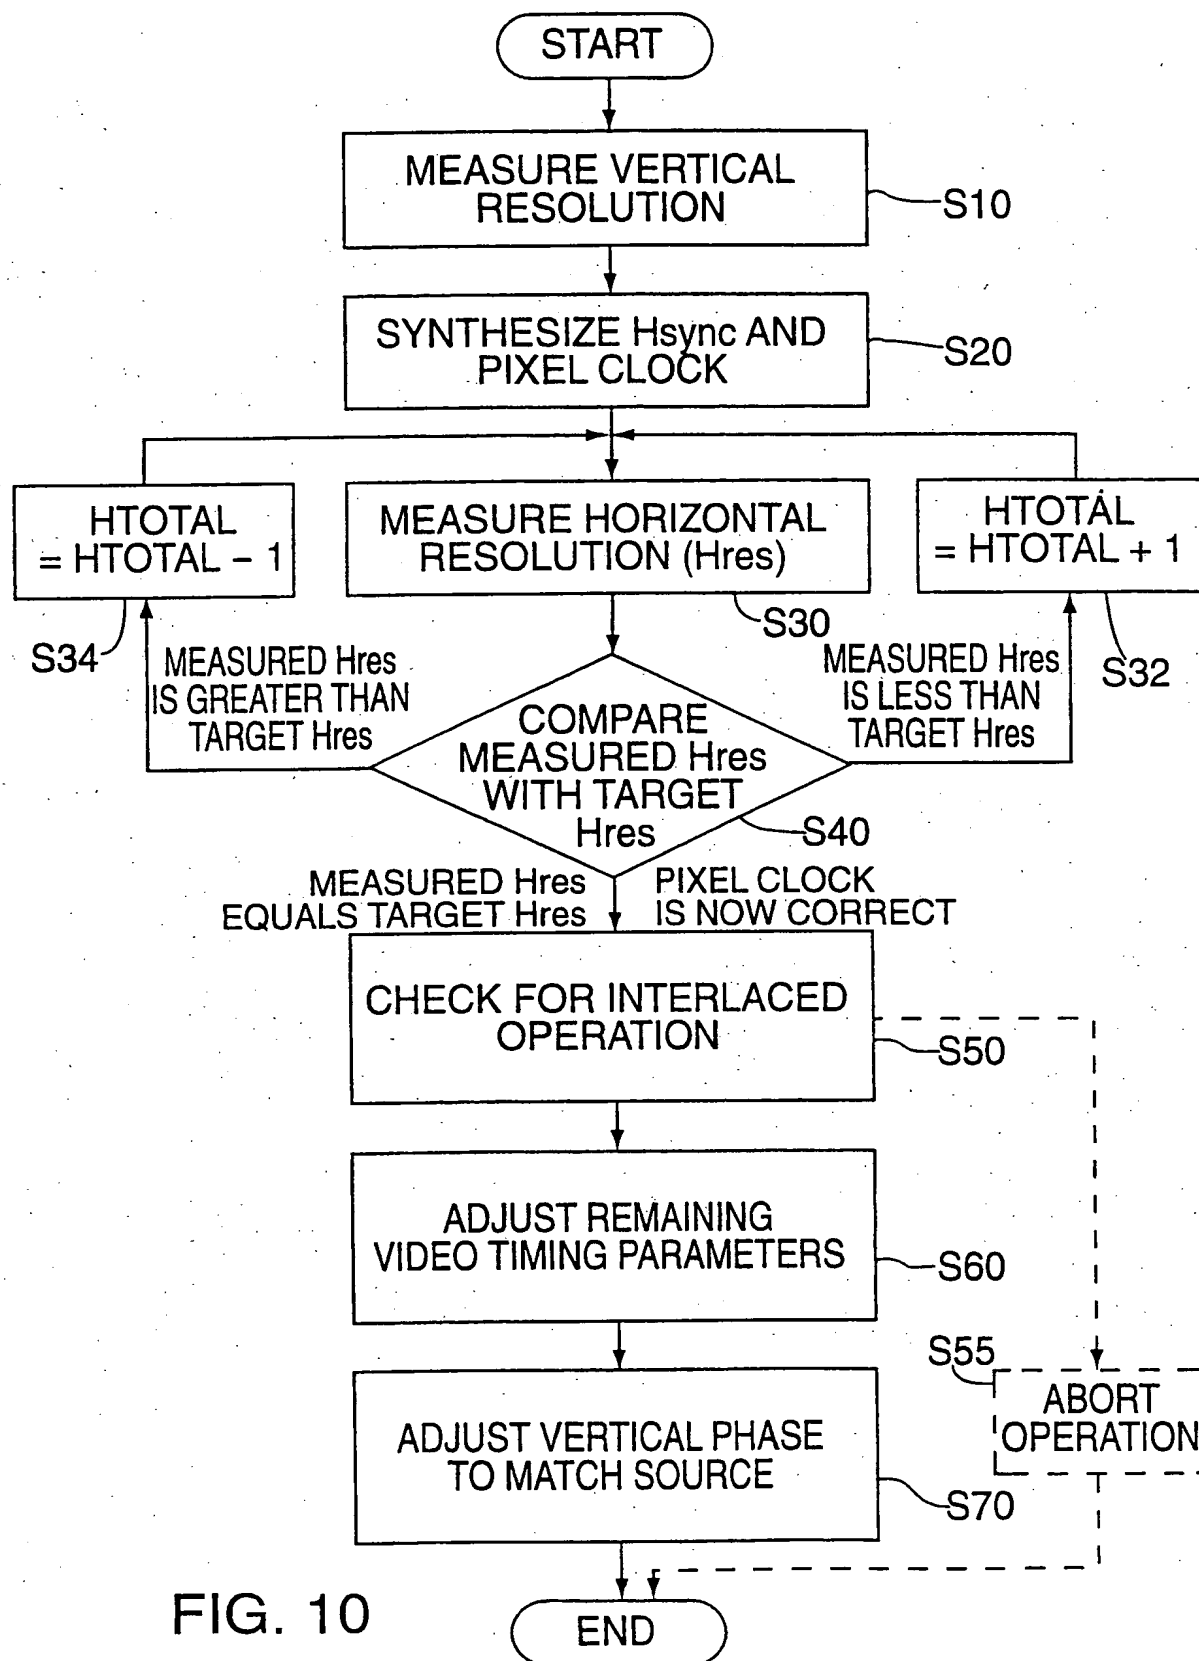 START
MEASURE VERTICAL
RESOLUTION
S10
SYNTHESIZE Hsync AND
PIXEL CLOCK
S20
HTOTAL
= HTOTAL – 1
S34
MEASURE HORIZONTAL
RESOLUTION (Hres)
S30
HTOTAL
= HTOTAL + 1
S32
MEASURED Hres
IS GREATER THAN
TARGET Hres
COMPARE
MEASURED Hres
WITH TARGET
Hres
S40
MEASURED Hres
IS LESS THAN
TARGET Hres
MEASURED Hres
EQUALS TARGET Hres
PIXEL CLOCK
IS NOW CORRECT
CHECK FOR INTERLACED
OPERATION
S50
ADJUST REMAINING
VIDEO TIMING PARAMETERS
S60
S55
ABORT
OPERATION
ADJUST VERTICAL PHASE
TO MATCH SOURCE
S70
END
FIG. 10